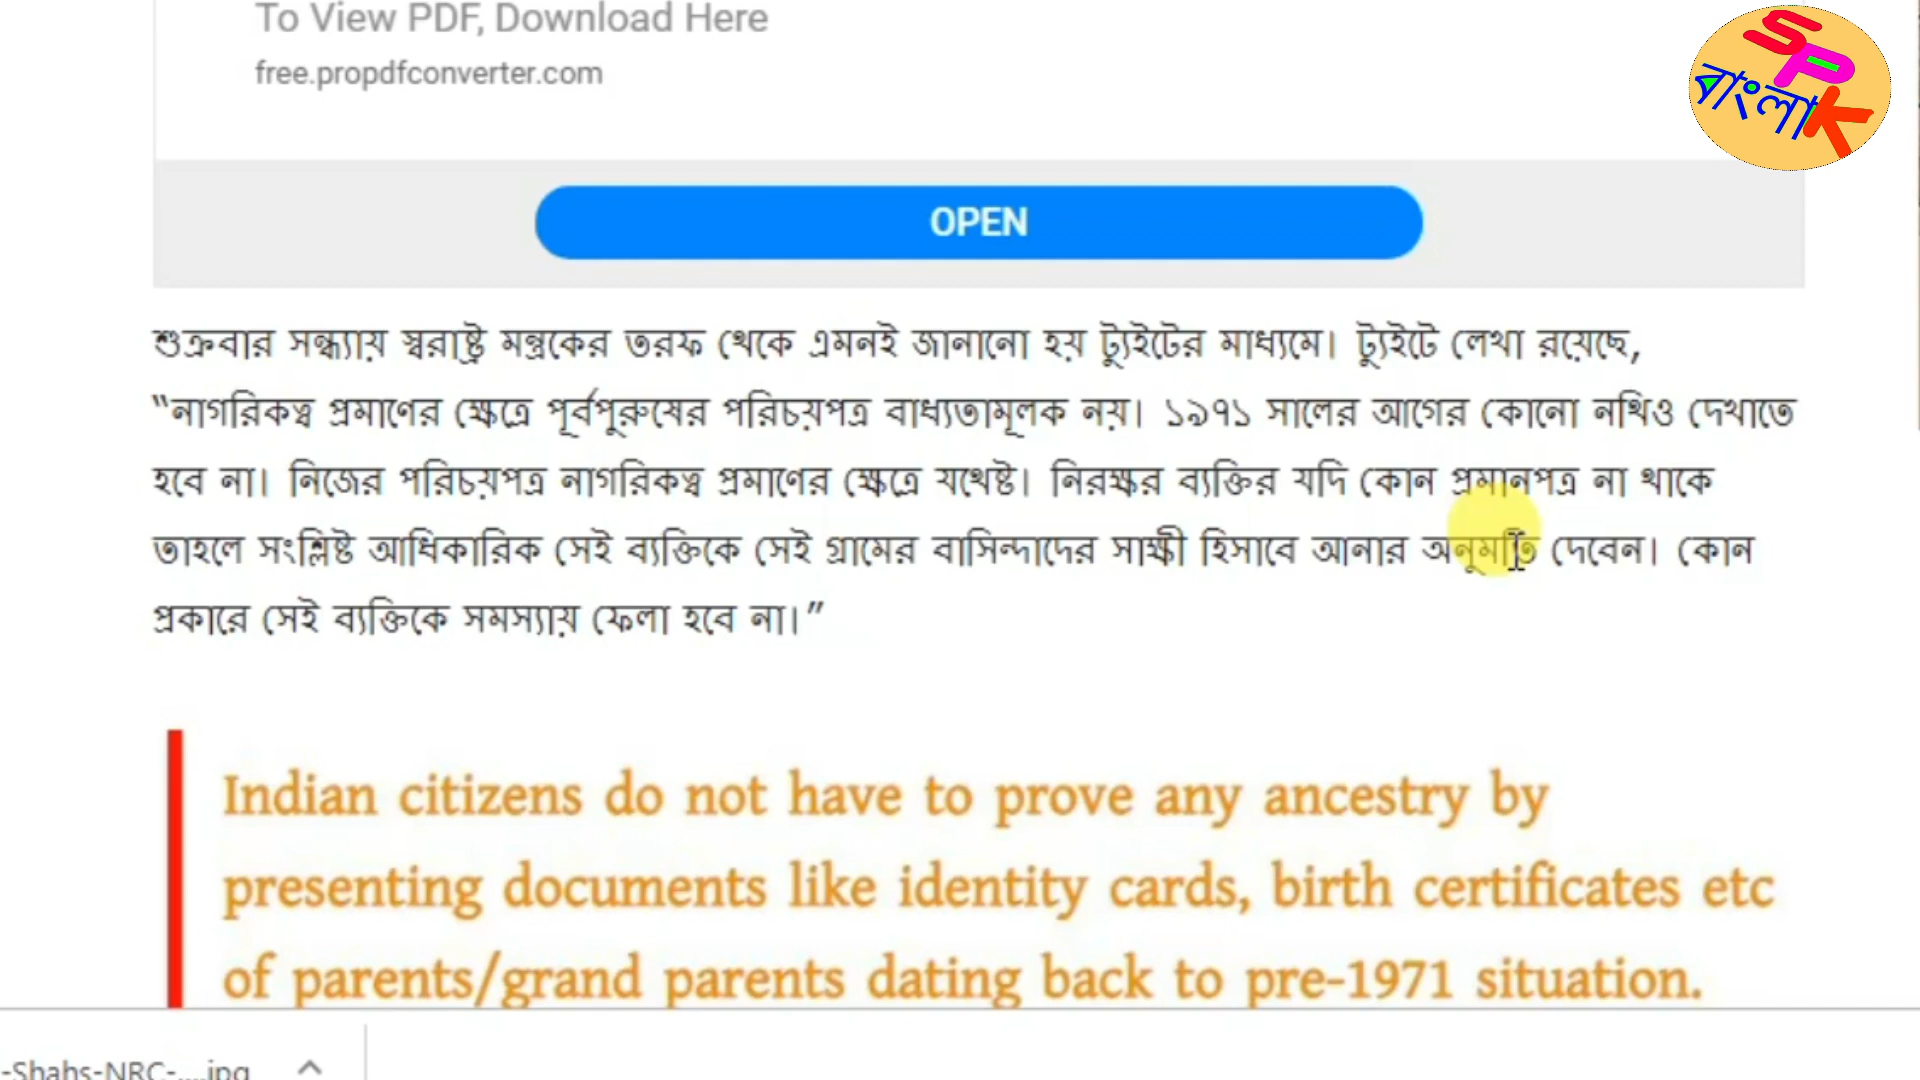 To View PDF, Download Here
free.propdfconverter.com
SP
বাংলা K
OPEN
শুক্রবার সন্ধ্যায় স্বরাষ্ট্র মন্ত্রকের তরফ থেকে এমনই জানানো হয় ট্যুইটের মাধ্যমে। ট্যুইটে লেখা রয়েছে,
“নাগরিকত্ব প্রমাণের ক্ষেত্রে পূর্বপুরুষের পরিচয়পত্র বাধ্যতামূলক নয়। ১৯৭১ সালের আগের কোনো নথিও দেখাতে
হবে না। নিজের পরিচয়পত্র নাগরিকত্ব প্রমাণের ক্ষেত্রে যথেষ্ট। নিরক্ষর ব্যক্তির যদি কোন প্রমানপত্র না থাকে
তাহলে সংশ্লিষ্ট আধিকারিক সেই ব্যক্তিকে সেই গ্রামের বাসিন্দাদের সাক্ষী হিসাবে আনার অনুমতি দেবেন। কোন
প্রকারে সেই ব্যক্তিকে সমস্যায় ফেলা হবে না।”
Indian citizens do not have to prove any ancestry by
presenting documents like identity cards, birth certificates etc
of parents/grand parents dating back to pre-1971 situation.
-Shahs-NRC-....jpg